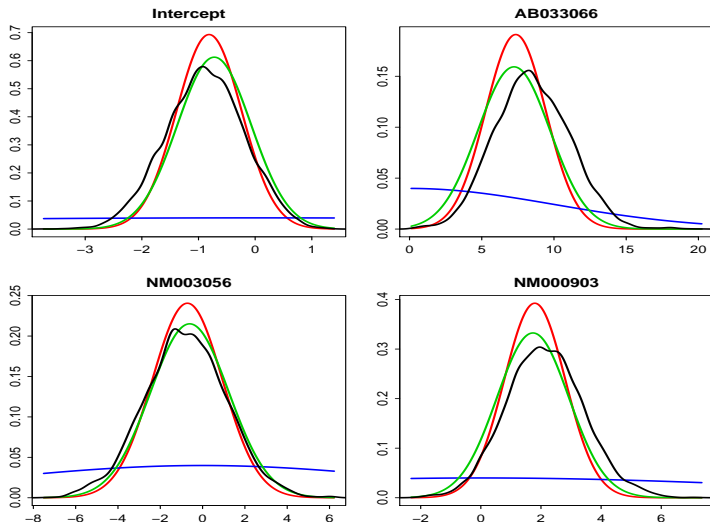 Intercept
0.0 0.1 0.2 0.3 0.4 0.5 0.6 0.7
−3 −2 −1 0 1
AB033066
0.00 0.05 0.10 0.15
0 5 10 15 20
NM003056
0.00 0.05 0.10 0.15 0.20 0.25
−8 −6 −4 −2 0 2 4 6
NM000903
0.0 0.1 0.2 0.3 0.4
−2 0 2 4 6